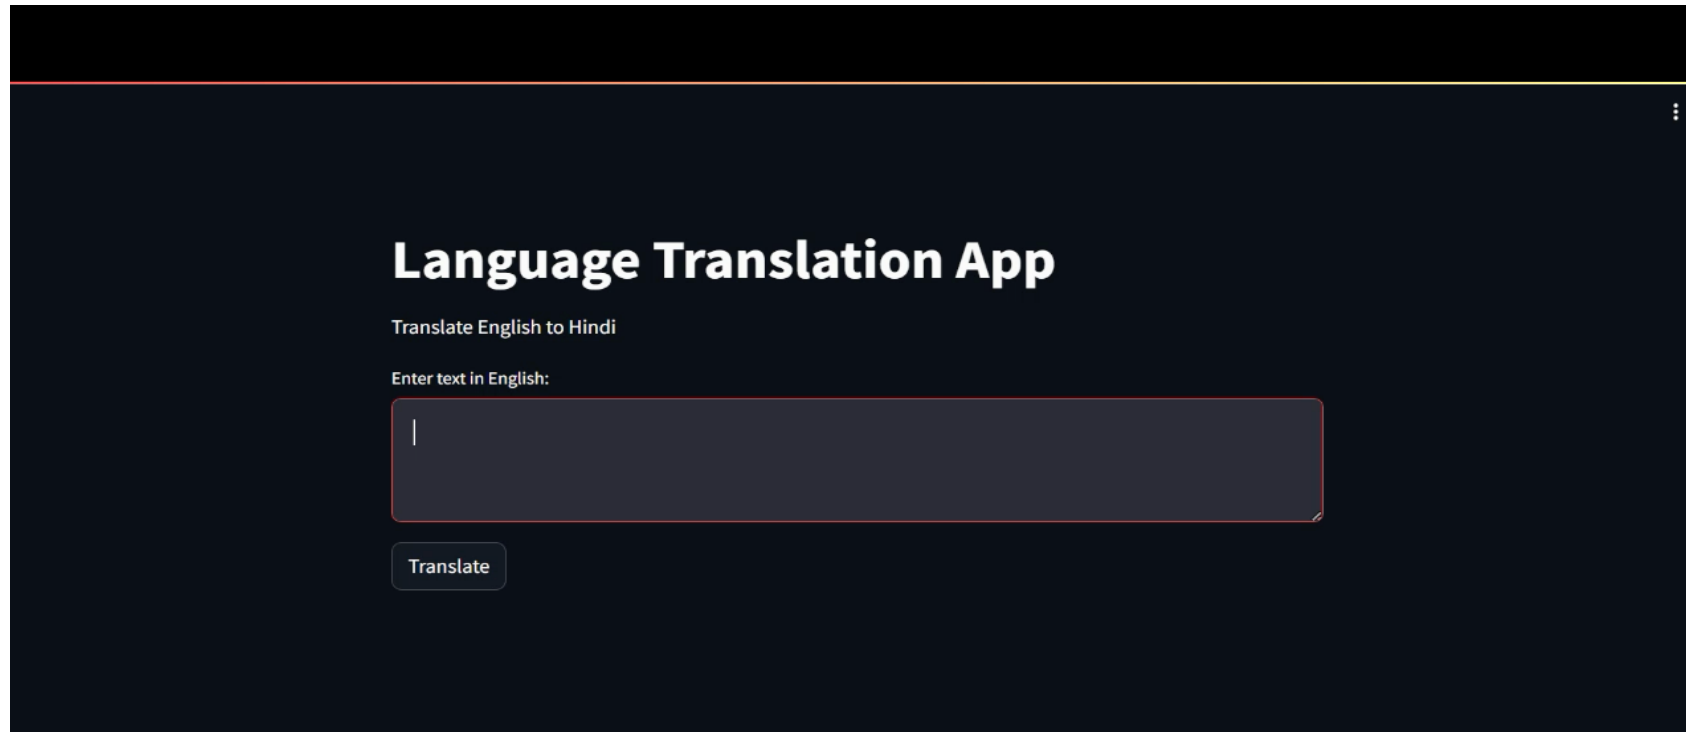 Language Translation App
Translate English to Hindi
Enter text in English:
Translate